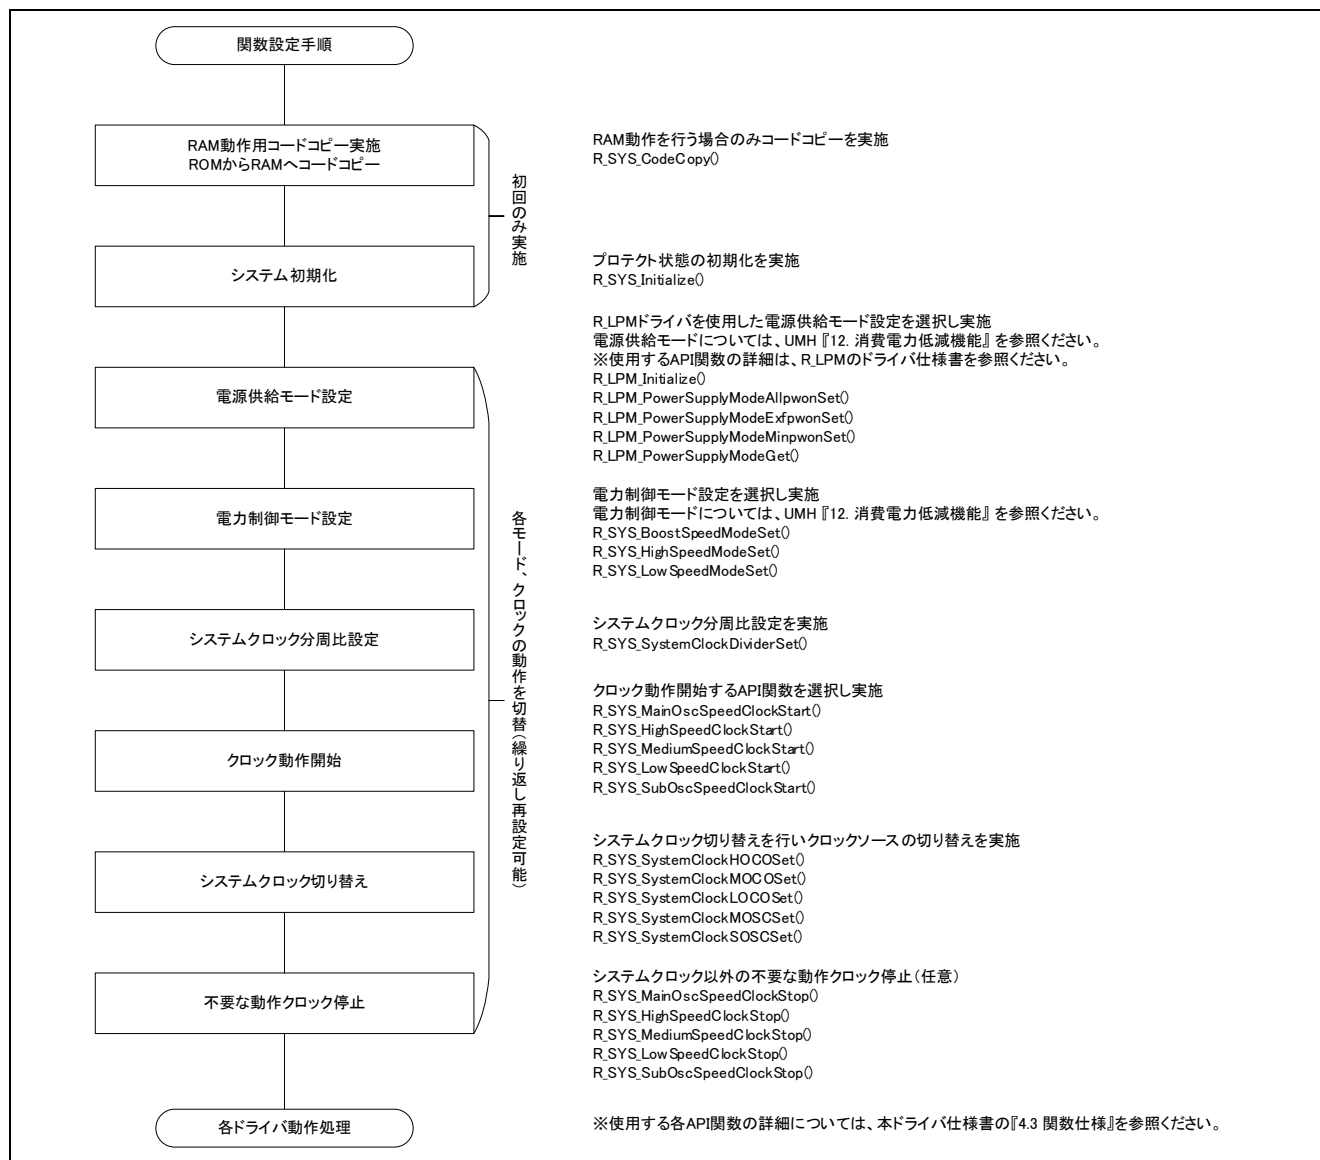 関数設定手順
RAM動作用コードコピー実施
ROMからRAMへコードコピー
RAM動作を行う場合のみコードコピーを実施
R_SYS_CodeCopy()
初回のみ実施
システム初期化
プロテクト状態の初期化を実施
R_SYS_Initialize()
電源供給モード設定
R_LPMドライバを使用した電源供給モード設定を選択し実施
電源供給モードについては、UMH 『12. 消費電力低減機能』 を参照ください。
※使用するAPI関数の詳細は、R_LPMのドライバ仕様書を参照ください。
R_LPM_Initialize()
R_LPM_PowerSupplyModeAllpwonSet()
R_LPM_PowerSupplyModeExfpwonSet()
R_LPM_PowerSupplyModeMinpwonSet()
R_LPM_PowerSupplyModeGet()
電力制御モード設定
電力制御モード設定を選択し実施
電力制御モードについては、UMH 『12. 消費電力低減機能』 を参照ください。
R_SYS_BoostSpeedModeSet()
R_SYS_HighSpeedModeSet()
R_SYS_LowSpeedModeSet()
各モード、クロックの動作を切替（繰り返し再設定可能）
システムクロック分周比設定
システムクロック分周比設定を実施
R_SYS_SystemClockDividerSet()
クロック動作開始
クロック動作開始するAPI関数を選択し実施
R_SYS_MainOscSpeedClockStart()
R_SYS_HighSpeedClockStart()
R_SYS_MediumSpeedClockStart()
R_SYS_LowSpeedClockStart()
R_SYS_SubOscSpeedClockStart()
システムクロック切り替え
システムクロック切り替えを行いクロックソースの切り替えを実施
R_SYS_SystemClockHOCOSet()
R_SYS_SystemClockMOCOSet()
R_SYS_SystemClockLOCOSet()
R_SYS_SystemClockMOSCSet()
R_SYS_SystemClockSOSCSet()
不要な動作クロック停止
システムクロック以外の不要な動作クロック停止（任意）
R_SYS_MainOscSpeedClockStop()
R_SYS_HighSpeedClockStop()
R_SYS_MediumSpeedClockStop()
R_SYS_LowSpeedClockStop()
R_SYS_SubOscSpeedClockStop()
各ドライバ動作処理
※使用する各API関数の詳細については、本ドライバ仕様書の『4.3 関数仕様』を参照ください。